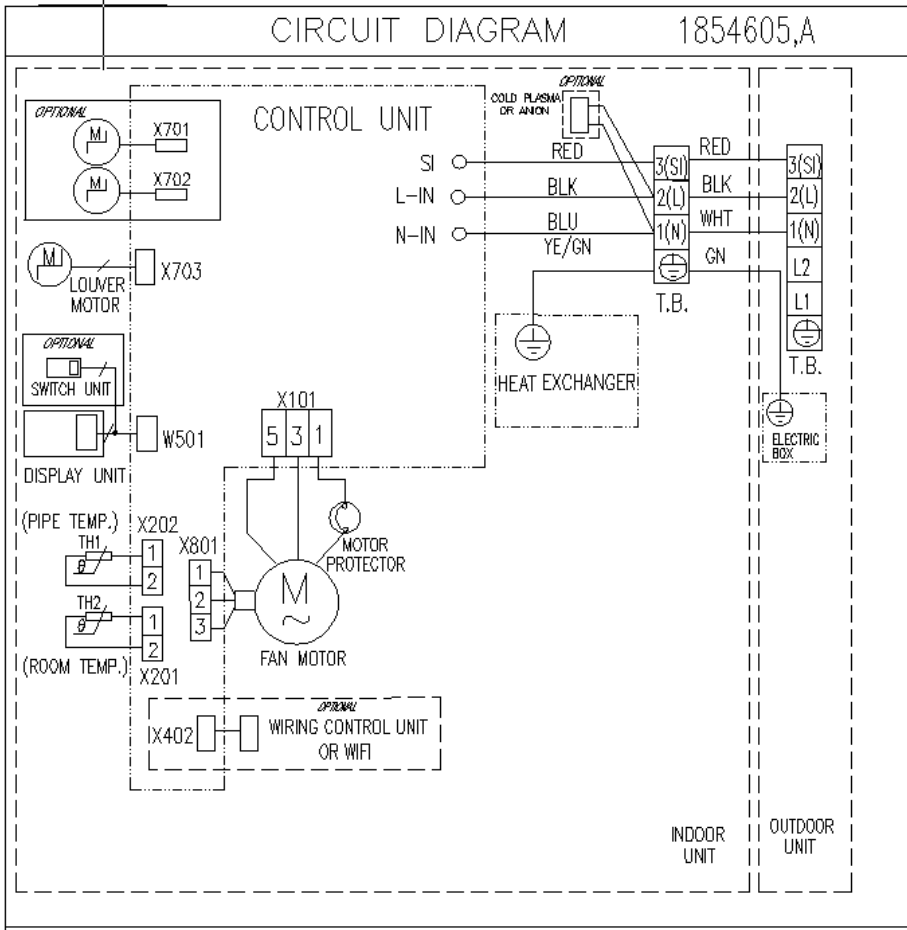 CIRCUIT DIAGRAM 1854605,A
OPTIONAL
M X701
M X702
CONTROL UNIT
OPTIONAL
COLD PLASMA
OR ANION
SI RED 3(SI) RED 3(SI)
L-IN BLK 2(L) BLK 2(L)
N-IN BLU 1(N) WHT 1(N)
YE/GN GN L2
L1
T.B.
T.B.
M X703
LOUVER
MOTOR
OPTIONAL
SWITCH UNIT
W501
DISPLAY UNIT
HEAT EXCHANGER
ELECTRIC
BOX
X101
5 3 1
MOTOR
PROTECTOR
(PIPE TEMP.) X202
TH1 1
θ 2
TH2 1
θ 2
(ROOM TEMP.) X201
X801
1
2
3
M
~
FAN MOTOR
OPTIONAL
X402 WIRING CONTROL UNIT
OR WIFI
INDOOR
UNIT
OUTDOOR
UNIT